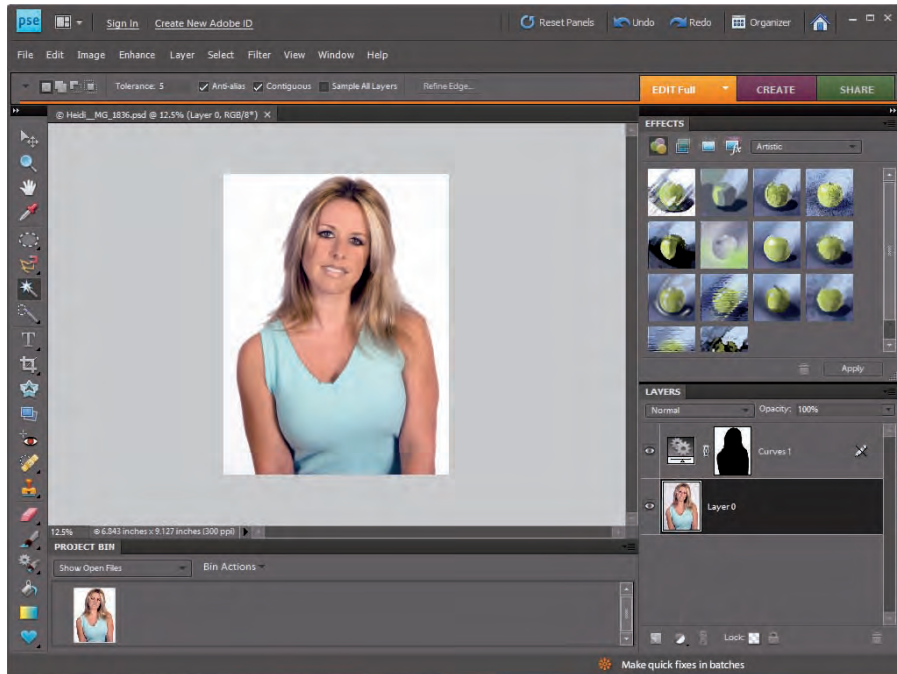 pse Sign In Create New Adobe ID Reset Panels Undo Redo Organizer
File Edit Image Enhance Layer Select Filter View Window Help
Tolerance: 5 Anti-alias Contiguous Sample All Layers Refine Edge... EDIT Full CREATE SHARE
© Heidi__MG_1836.psd @ 12.5% (Layer 0, RGB/8*) ×
EFFECTS
fx Artistic
Apply
LAYERS
Normal Opacity: 100%
Curves 1
Layer 0
12.5% © 6.843 inches x 9.127 inches (300 ppi)
PROJECT BIN
Show Open Files Bin Actions
Lock:
Make quick fixes in batches